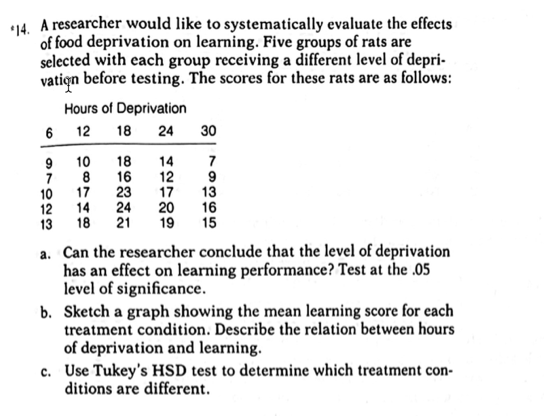 *14. A researcher would like to systematically evaluate the effects
of food deprivation on learning. Five groups of rats are
selected with each group receiving a different level of depri-
vation before testing. The scores for these rats are as follows:
Hours of Deprivation
6 12 18 24 30
9 10 18 14 7
7 8 16 12 9
10 17 23 17 13
12 14 24 20 16
13 18 21 19 15
a. Can the researcher conclude that the level of deprivation
has an effect on learning performance? Test at the .05
level of significance.
b. Sketch a graph showing the mean learning score for each
treatment condition. Describe the relation between hours
of deprivation and learning.
c. Use Tukey's HSD test to determine which treatment con-
ditions are different.